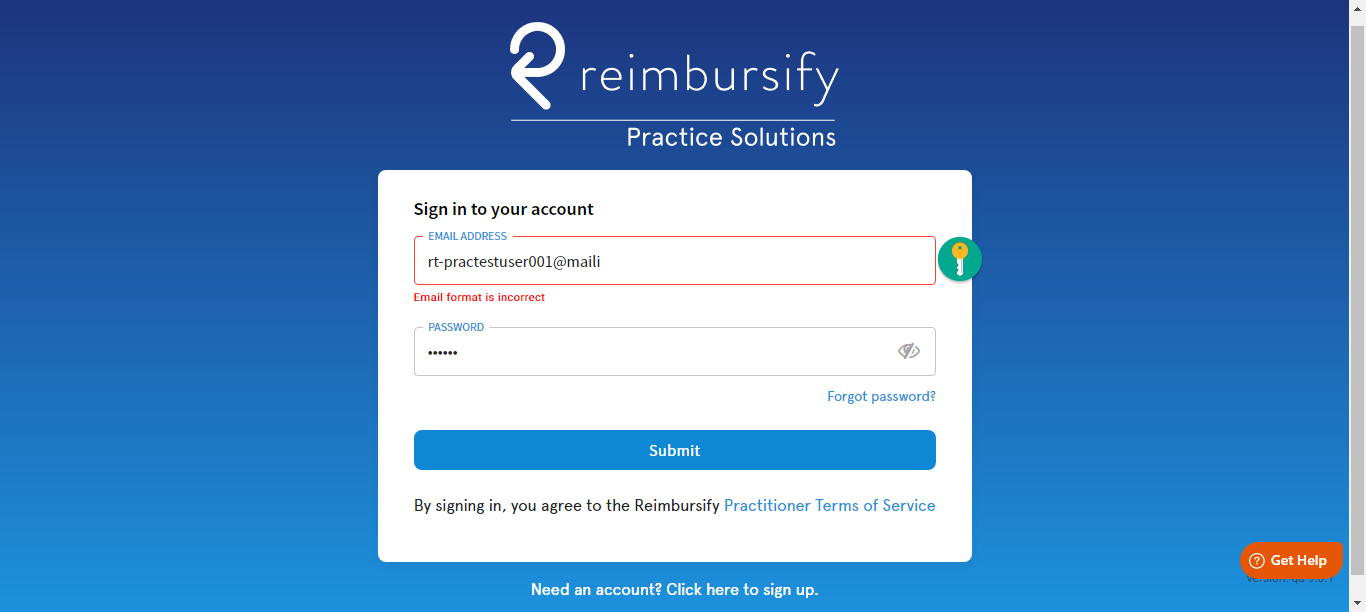 reimbursify
Practice Solutions
Sign in to your account
EMAIL ADDRESS
rt-practestuser001@maili
Email format is incorrect
PASSWORD
••••••
Forgot password?
Submit
By signing in, you agree to the Reimbursify Practitioner Terms of Service
Get Help
Need an account? Click here to sign up.